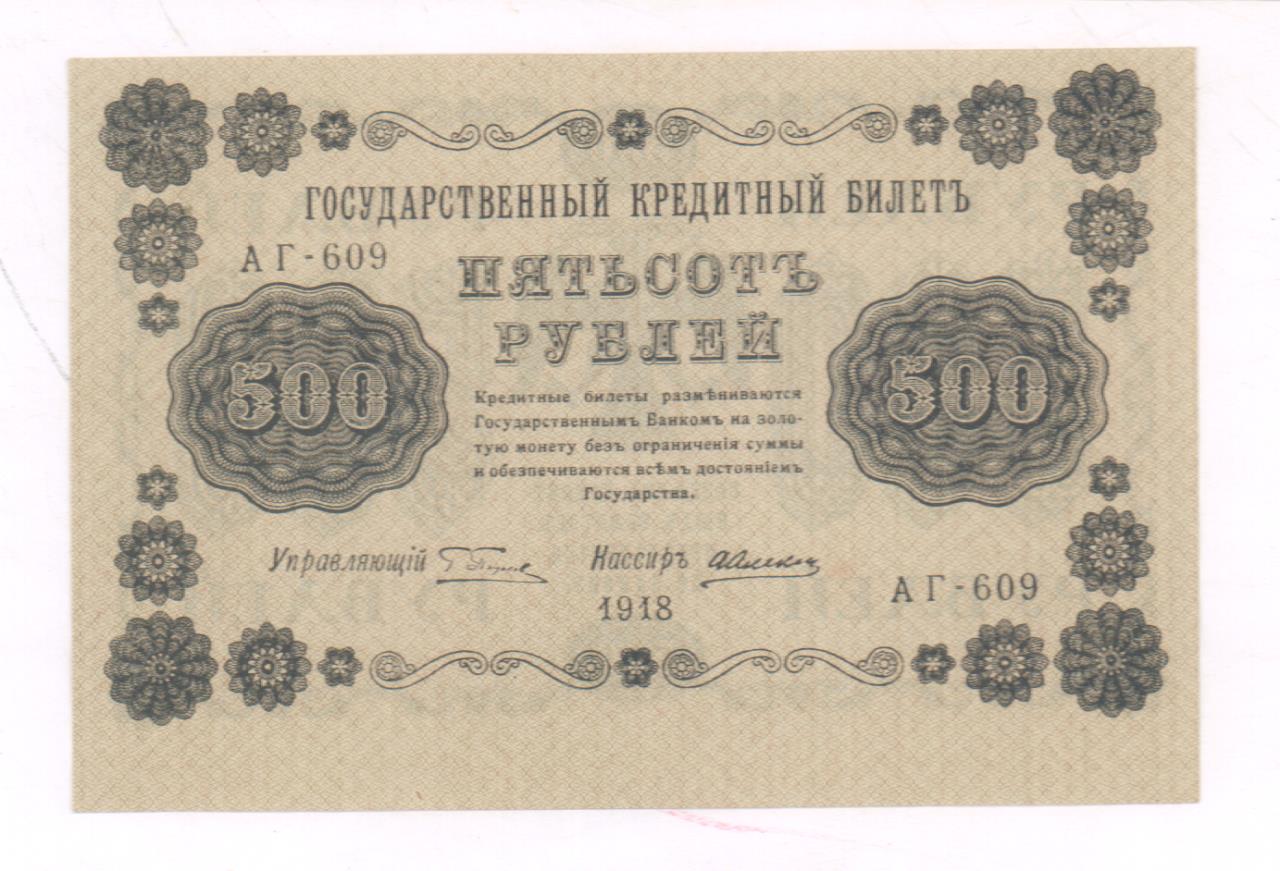 ГОСУДАРСТВЕННЫЙ КРЕДИТНЫЙ БИЛЕТЪ
АГ-609
ПЯТЬСОТЪ
РУБЛЕЙ
500
500
Кредитные билеты размѣниваются
Государственнымъ Банкомъ на золо-
тую монету безъ ограниченія суммы
и обезпечиваются всѣмъ достояніемъ
Государства.
Управляющій
Кассиръ
1918
АГ-609